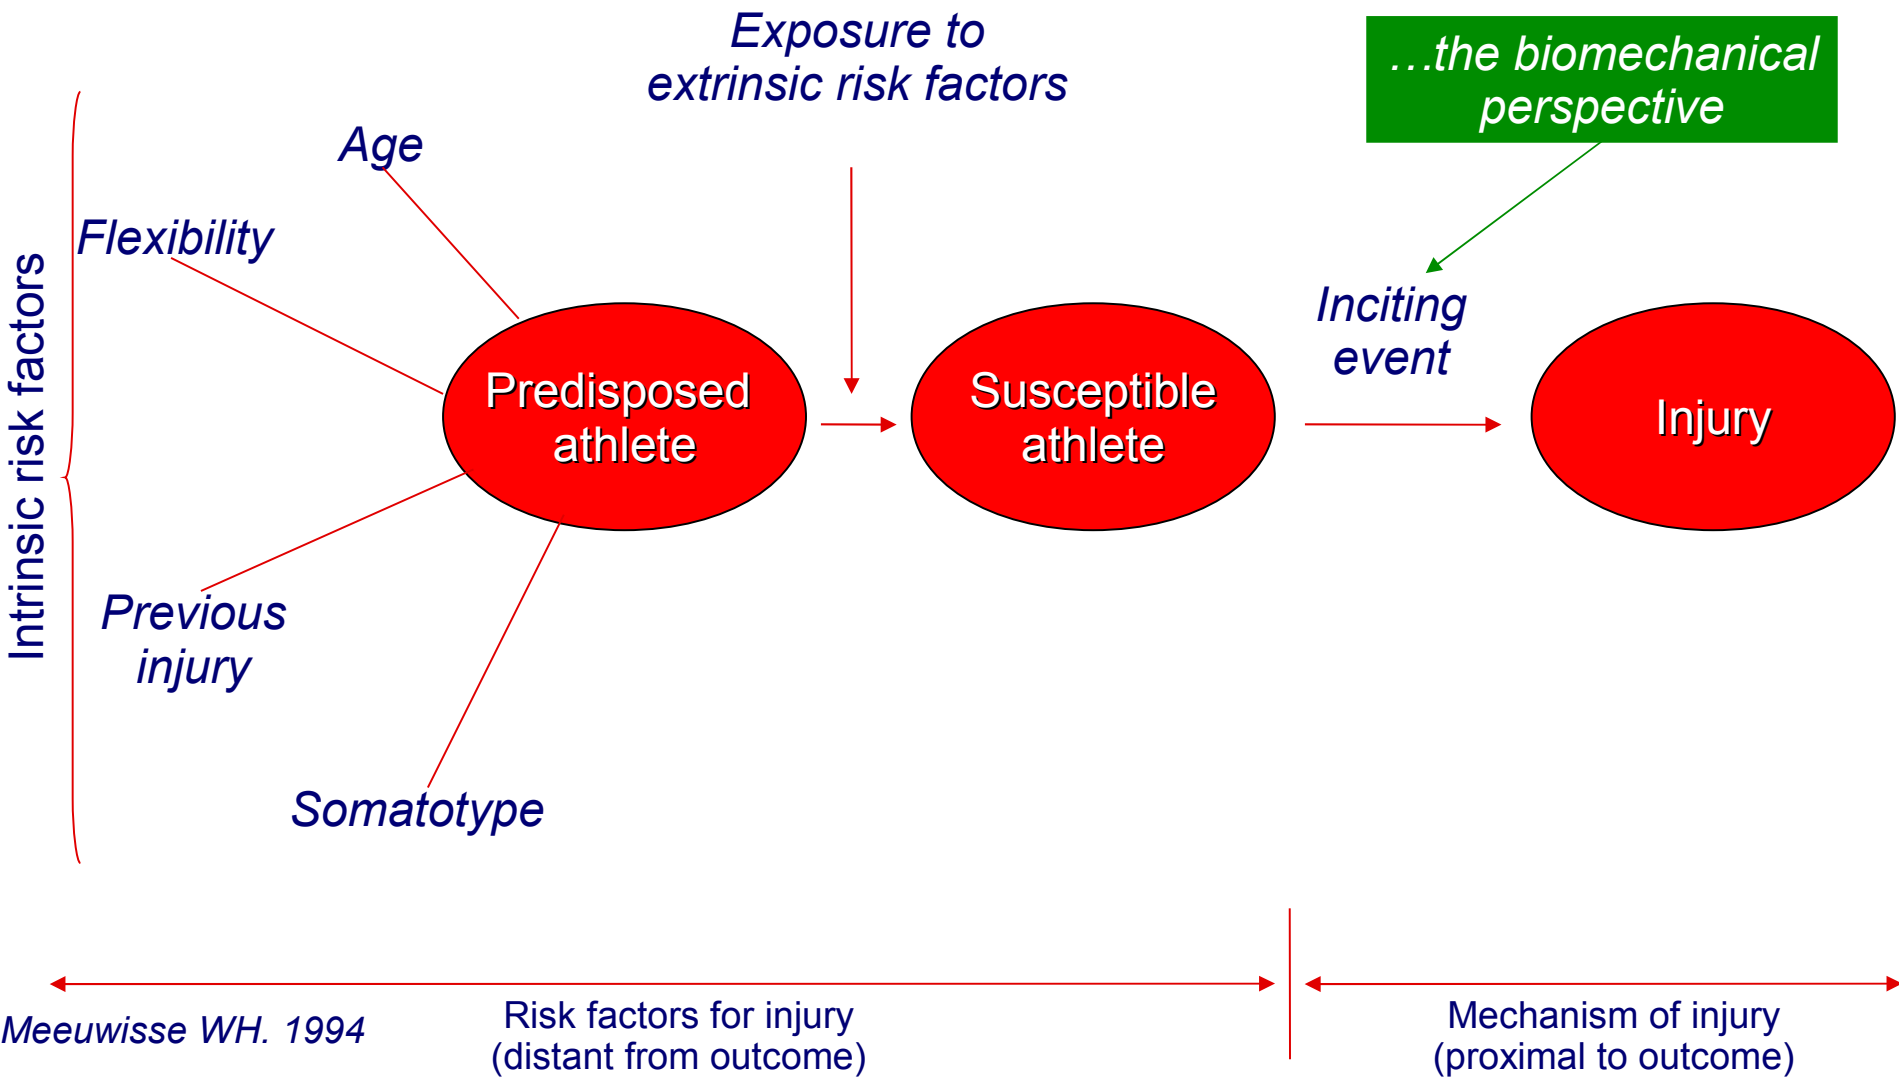 Exposure to
extrinsic risk factors
…the biomechanical
perspective
Age
Flexibility
Intrinsic risk factors
Inciting
event
Predisposed
athlete
Susceptible
athlete
Injury
Previous
injury
Somatotype
Meeuwisse WH. 1994
Risk factors for injury
(distant from outcome)
Mechanism of injury
(proximal to outcome)